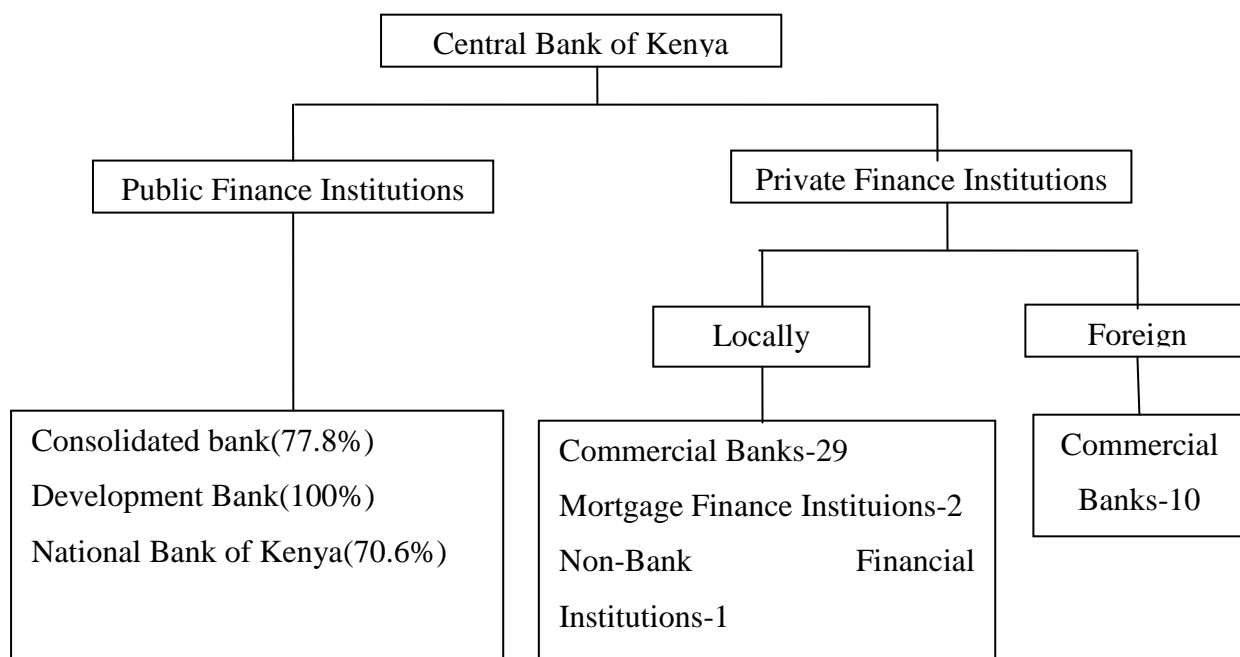 Central Bank of Kenya
Public Finance Institutions
Private Finance Institutions
Locally
Foreign
Consolidated bank(77.8%)
Development Bank(100%)
National Bank of Kenya(70.6%)
Commercial Banks-29
Mortgage Finance Instituions-2
Non-Bank Financial
Institutions-1
Commercial
Banks-10